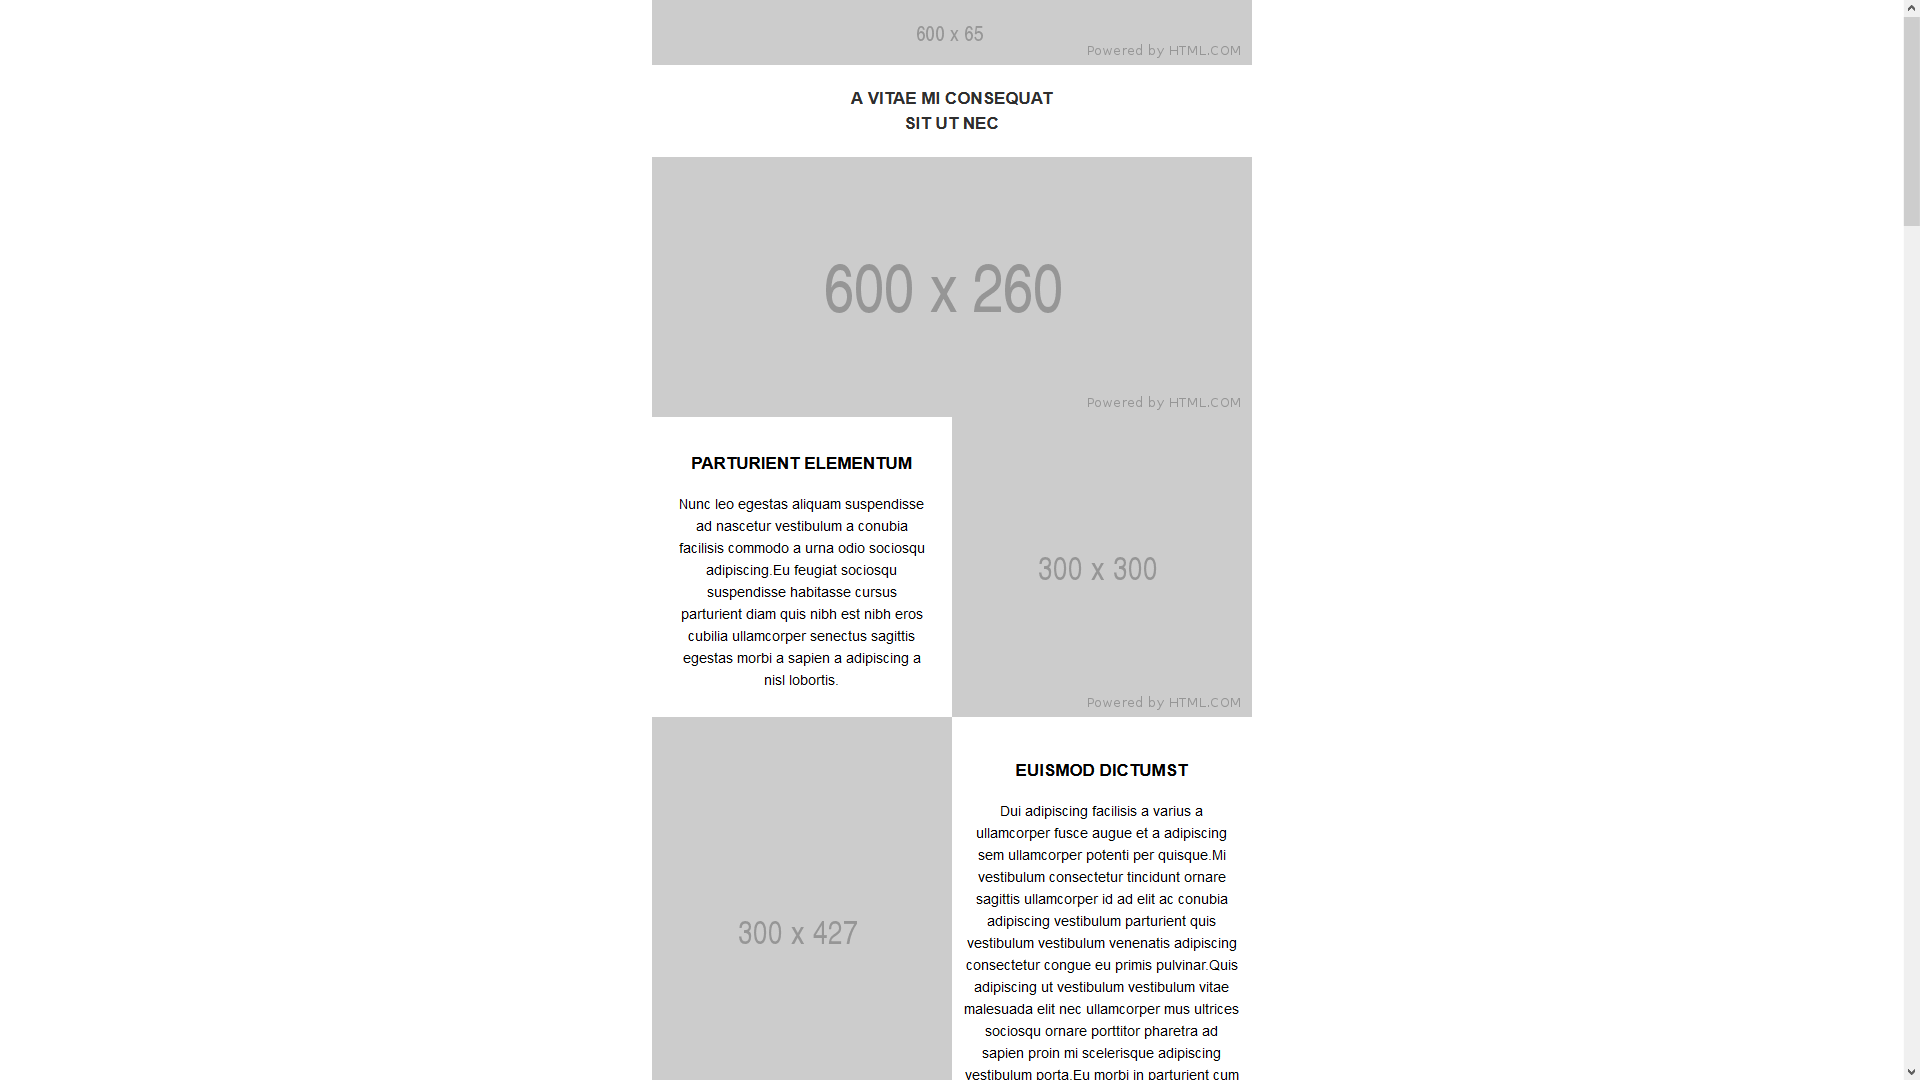 600 x 65
Powered by HTML.COM
A VITAE MI CONSEQUAT
SIT UT NEC
600 x 260
Powered by HTML.COM
PARTURIENT ELEMENTUM
Nunc leo egestas aliquam suspendisse
ad nascetur vestibulum a conubia
facilisis commodo a urna odio sociosqu
adipiscing.Eu feugiat sociosqu
suspendisse habitasse cursus
parturient diam quis nibh est nibh eros
cubilia ullamcorper senectus sagittis
egestas morbi a sapien a adipiscing a
nisl lobortis.
300 x 300
Powered by HTML.COM
300 x 427
EUISMOD DICTUMST
Dui adipiscing facilisis a varius a
ullamcorper fusce augue et a adipiscing
sem ullamcorper potenti per quisque.Mi
vestibulum consectetur tincidunt ornare
sagittis ullamcorper id ad elit ac conubia
adipiscing vestibulum parturient quis
vestibulum vestibulum venenatis adipiscing
consectetur congue eu primis pulvinar.Quis
adipiscing ut vestibulum vestibulum vitae
malesuada elit nec ullamcorper mus ultrices
sociosqu ornare porttitor pharetra ad
sapien proin mi scelerisque adipiscing
vestibulum porta.Eu morbi in parturient cum